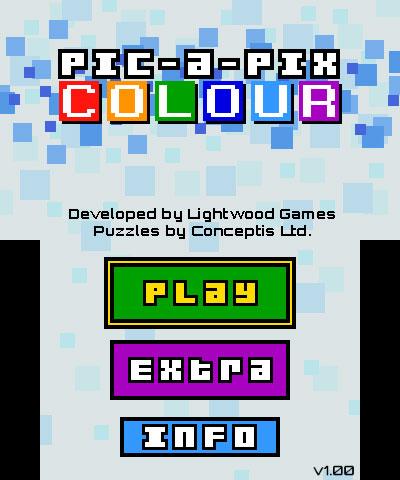 PIC-a-PIX
COLOUR
Developed by Lightwood Games
Puzzles by Conceptis Ltd.
PLay
Extra
INFO
v1.00